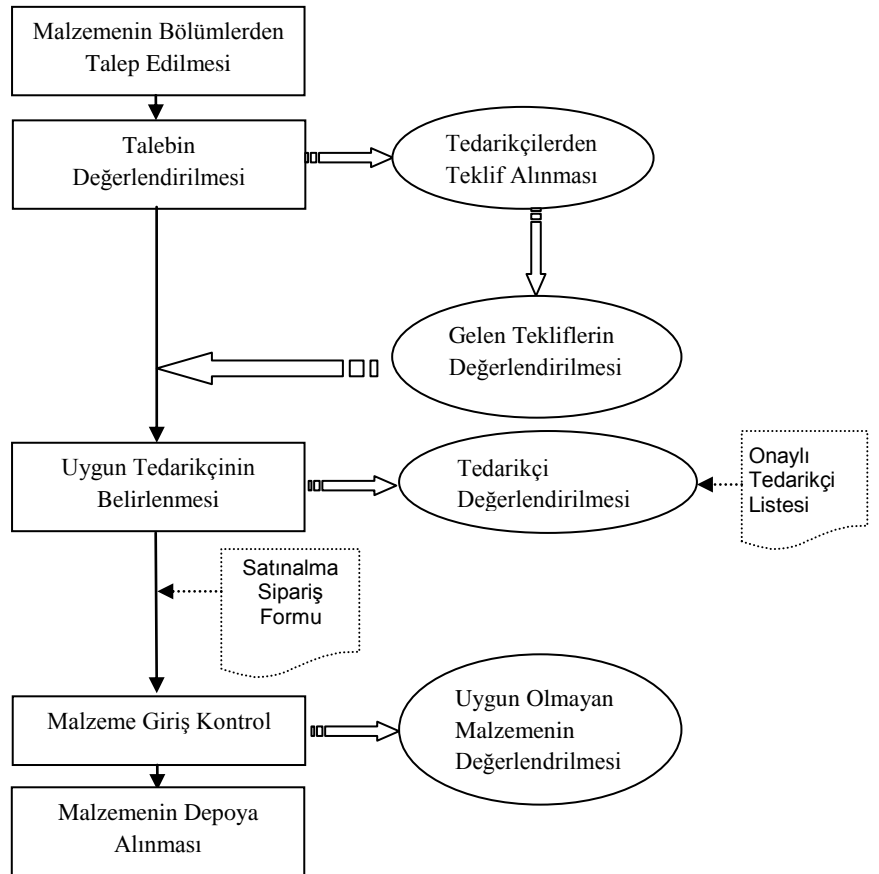 Malzemenin Bölümlerden
Talep Edilmesi
Talebin
Değerlendirilmesi
Tedarikçilerden
Teklif Alınması
Gelen Tekliflerin
Değerlendirilmesi
Uygun Tedarikçinin
Belirlenmesi
Tedarikçi
Değerlendirilmesi
Onaylı
Tedarikçi
Listesi
Satınalma
Sipariş
Formu
Malzeme Giriş Kontrol
Uygun Olmayan
Malzemenin
Değerlendrilmesi
Malzemenin Depoya
Alınması